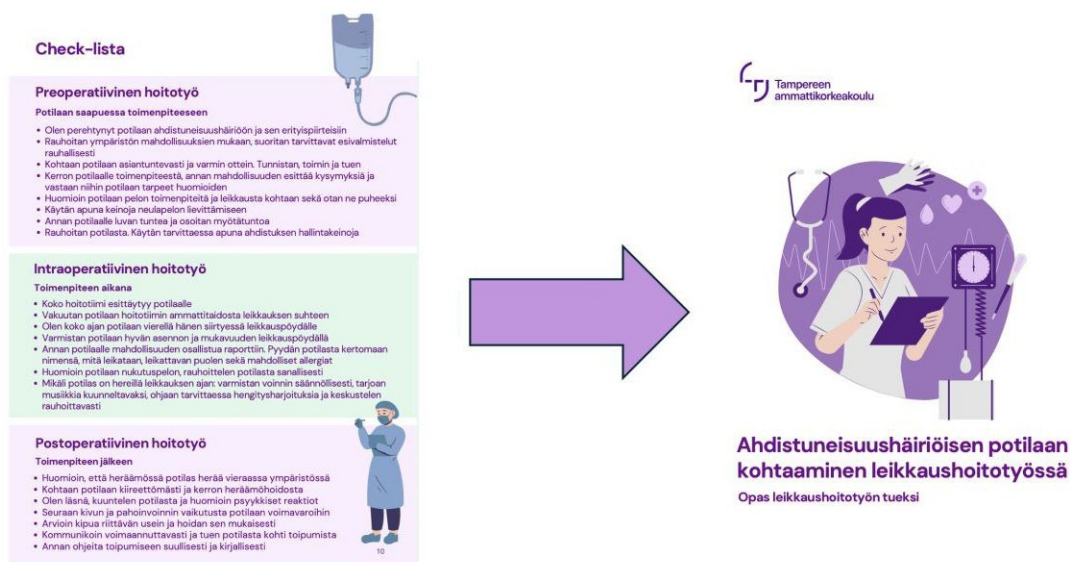 Check-lista
Preoperatiivinen hoitotyö
Potilaan saapuessa toimenpiteeseen
• Olen perehtynyt potilaan ahdistuneisuushäiriöön ja sen erityispiirteisiin
• Rauhoitan ympäristön mahdollisuuksien mukaan, suoritan tarvittavat esivalmistelut
rauhallisesti
• Kohtaan potilaan asiantuntevasti ja varmin ottein. Tunnistan, toimin ja tuen
• Kerron potilaalle toimenpiteestä, annan mahdollisuuden esittää kysymyksiä ja
vastaan niihin potilaan tarpeet huomioiden
• Huomioin potilaan pelon toimenpiteitä ja leikkausta kohtaan sekä otan ne puheeksi
• Käytän apuna keinoja neulapelon lievittämiseen
• Annan potilaalle luvan tuntea ja osoitan myötätuntoa
• Rauhoitan potilasta. Käytän tarvittaessa apuna ahdistuksen hallintakeinoja
Intraoperatiivinen hoitotyö
Toimenpiteen aikana
• Koko hoitotiimi esittäytyy potilaalle
• Vakuutan potilaan hoitotiimin ammattitaidosta leikkauksen suhteen
• Olen koko ajan potilaan vierellä hänen siirtyessä leikkauspöydälle
• Varmistan potilaan hyvän asennon ja mukavuuden leikkauspöydällä
• Annan potilaalle mahdollisuuden osallistua raporttiin. Pyydän potilasta kertomaan
nimensä, mitä leikataan, leikattavan puolen sekä mahdolliset allergiat
• Huomioin potilaan nukutuspelon, rauhoittelen potilasta sanallisesti
• Mikäli potilas on hereillä leikkauksen ajan: varmistan voinnin säännöllisesti, tarjoan
musiikkia kuunneltavaksi, ohjaan tarvittaessa hengitysharjoituksia ja keskustelen
rauhoittavasti
Postoperatiivinen hoitotyö
Toimenpiteen jälkeen
• Huomioin, että heräämössä potilas herää vieraassa ympäristössä
• Kohtaan potilaan kiireettömästi ja kerron heräämöhoidosta
• Olen läsnä, kuuntelen potilasta ja huomioin psyykkiset reaktiot
• Seuraan kivun ja pahoinvoinnin vaikutusta potilaan voimavaroihin
• Arvioin kipua riittävän usein ja hoidan sen mukaisesti
• Kommunikoin voimaannuttavasti ja tuen potilasta kohti toipumista
• Annan ohjeita toipumiseen suullisesti ja kirjallisesti
10
Tampereen
ammattikorkeakoulu
Ahdistuneisuushäiriöisen potilaan
kohtaaminen leikkaushoitotyössä
Opas leikkaushoitotyön tueksi